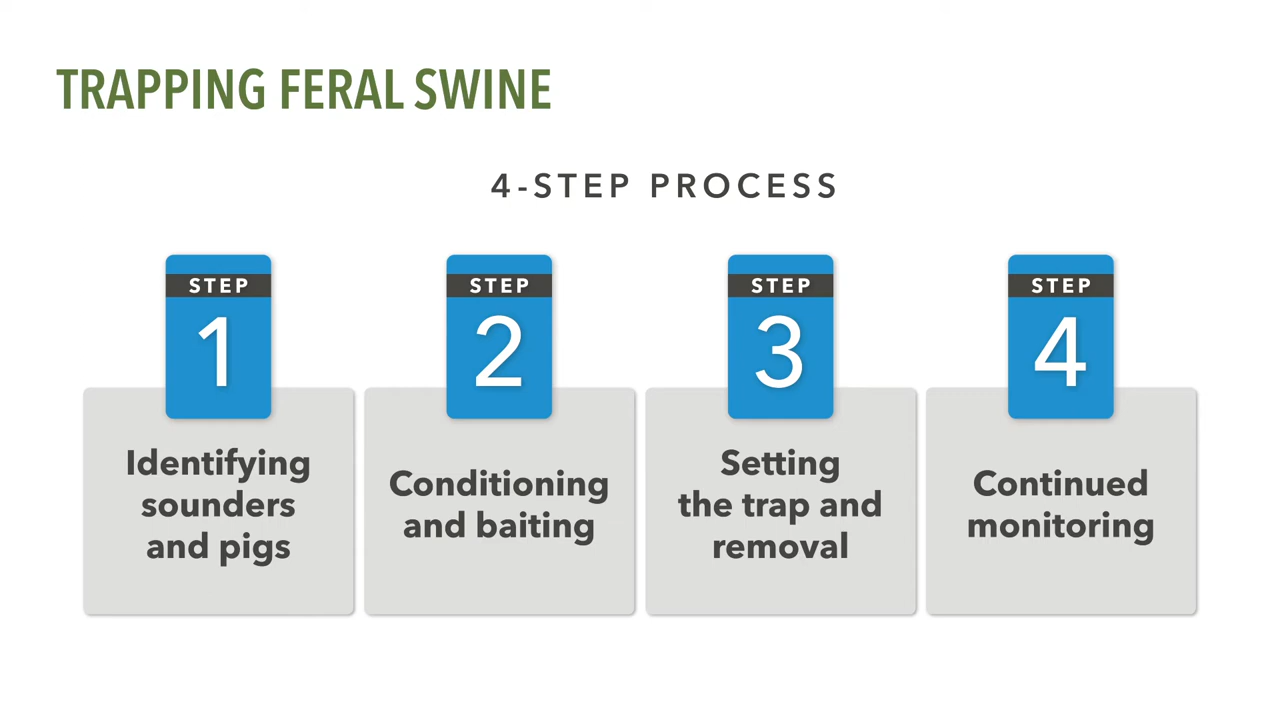 TRAPPING FERAL SWINE
4-STEP PROCESS
STEP
1
Identifying
sounders
and pigs
STEP
2
Conditioning
and baiting
STEP
3
Setting
the trap and
removal
STEP
4
Continued
monitoring